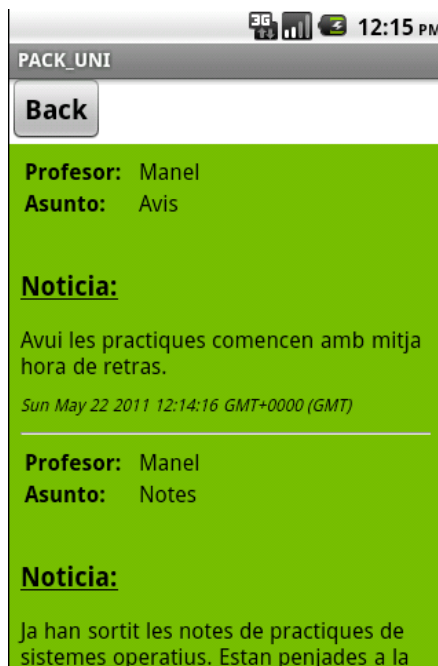 3G 12:15 PM
PACK_UNI
Back
Profesor: Manel
Asunto: Avis
Noticia:
Avui les practiques comencen amb mitja
hora de retras.
Sun May 22 2011 12:14:16 GMT+0000 (GMT)
Profesor: Manel
Asunto: Notes
Noticia:
Ja han sortit les notes de practiques de
sistemes operatius. Estan penjades a la